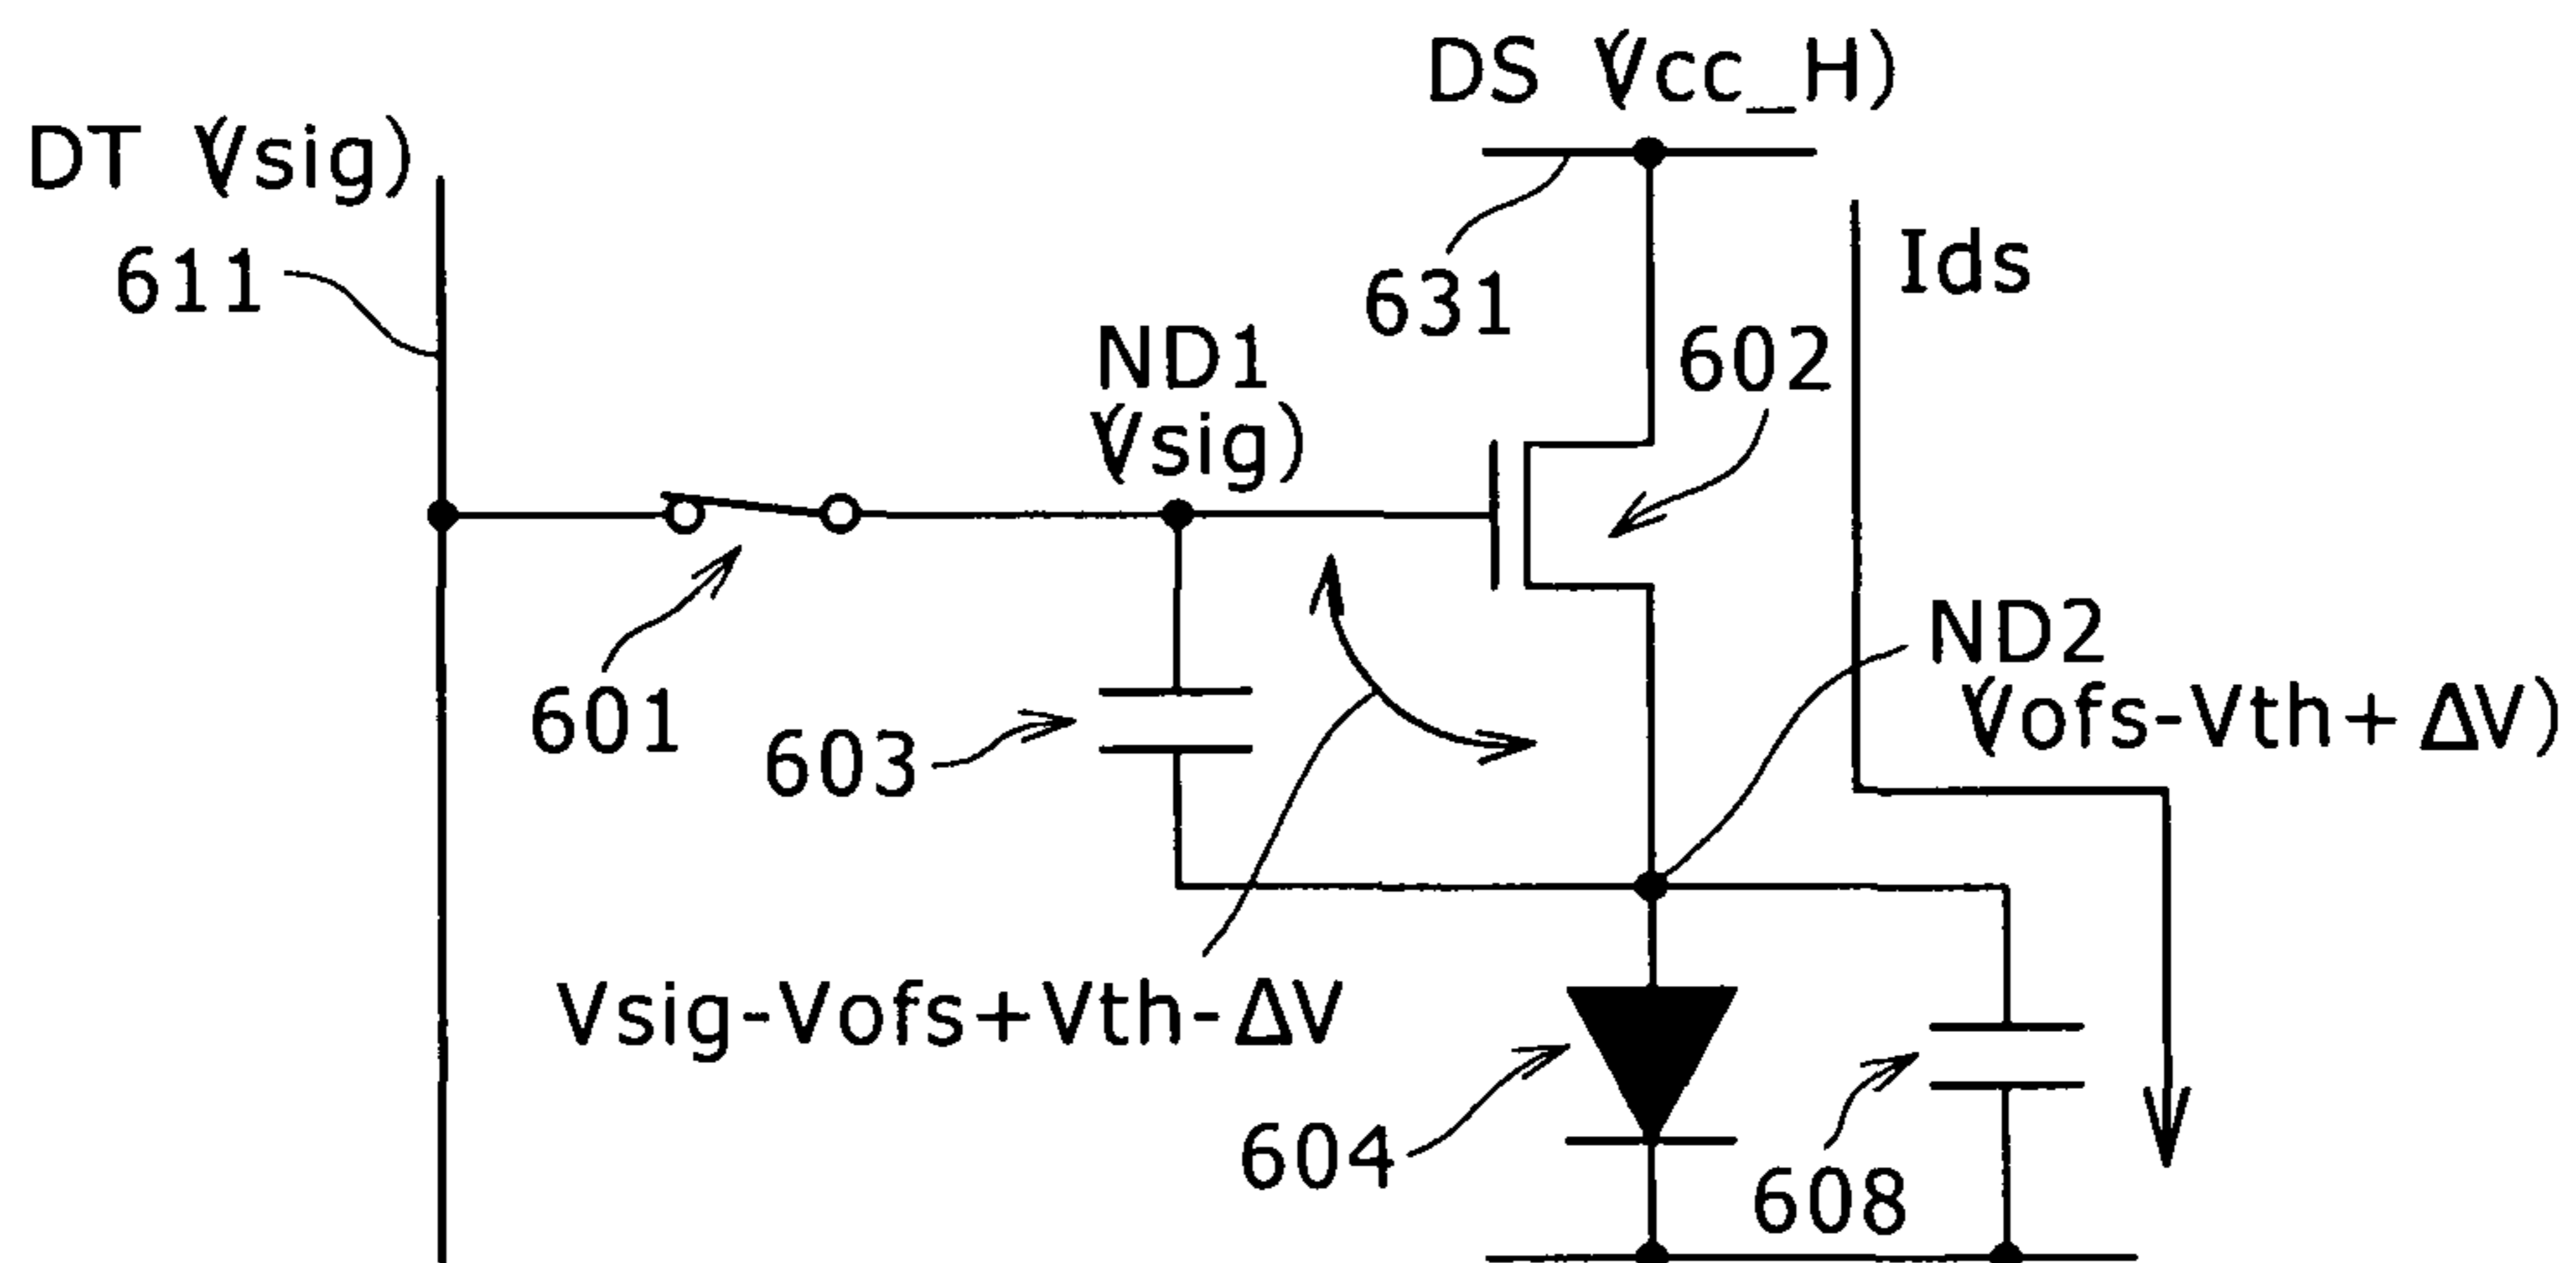 DS (Vcc_H)
DT (Vsig)
611
Ids
631
602
ND1
(Vsig)
ND2
(Vofs-Vth+ΔV)
601
603
Vsig-Vofs+Vth-ΔV
604
608